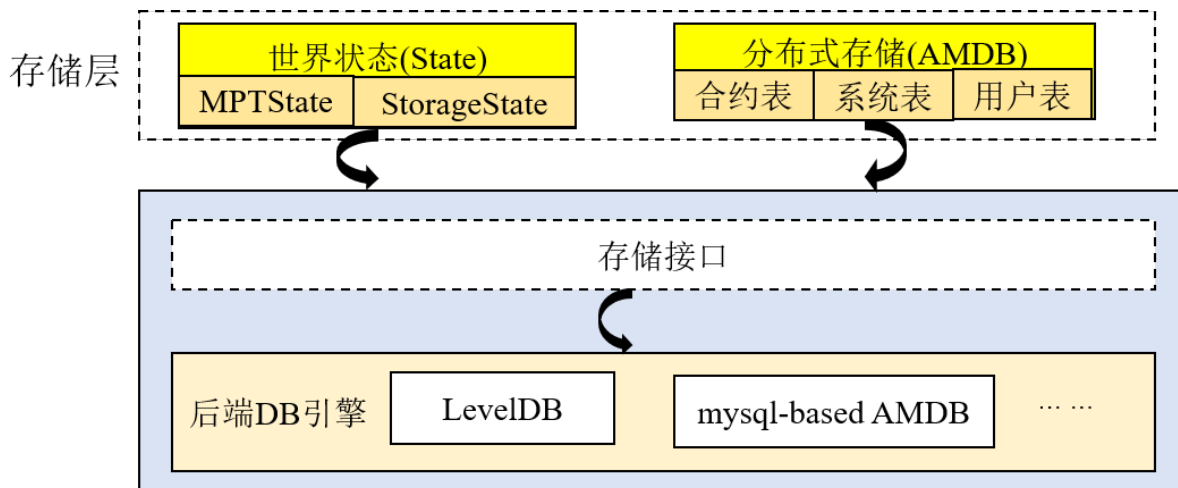 存储层
世界状态(State)
MPTState
StorageState
分布式存储(AMDB)
合约表
系统表
用户表
存储接口
后端DB引擎
LevelDB
mysql-based AMDB
… …